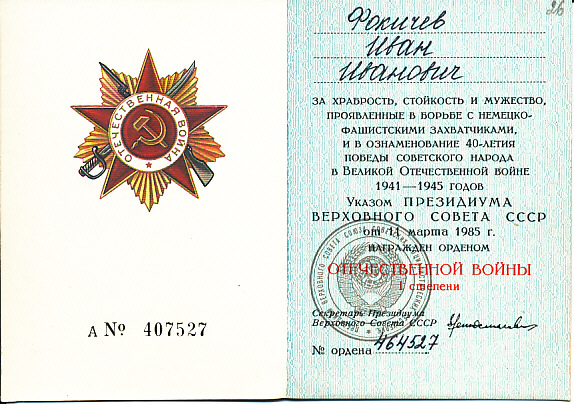 ОТЕЧЕСТВЕННАЯ ВОЙНА
А № 407527
26
Фокичев
Иван
Иванович
ЗА ХРАБРОСТЬ, СТОЙКОСТЬ И МУЖЕСТВО,
ПРОЯВЛЕННЫЕ В БОРЬБЕ С НЕМЕЦКО-
ФАШИСТСКИМИ ЗАХВАТЧИКАМИ,
И В ОЗНАМЕНОВАНИЕ 40-ЛЕТИЯ
ПОБЕДЫ СОВЕТСКОГО НАРОДА
В ВЕЛИКОЙ ОТЕЧЕСТВЕННОЙ ВОЙНЕ
1941—1945 ГОДОВ
УКАЗОМ ПРЕЗИДИУМА
ВЕРХОВНОГО СОВЕТА СССР
от 11 марта 1985 г.
НАГРАЖДЕН ОРДЕНОМ
ОТЕЧЕСТВЕННОЙ ВОЙНЫ
I степени
Секретарь Президиума
Верховного Совета СССР
№ ордена 464527